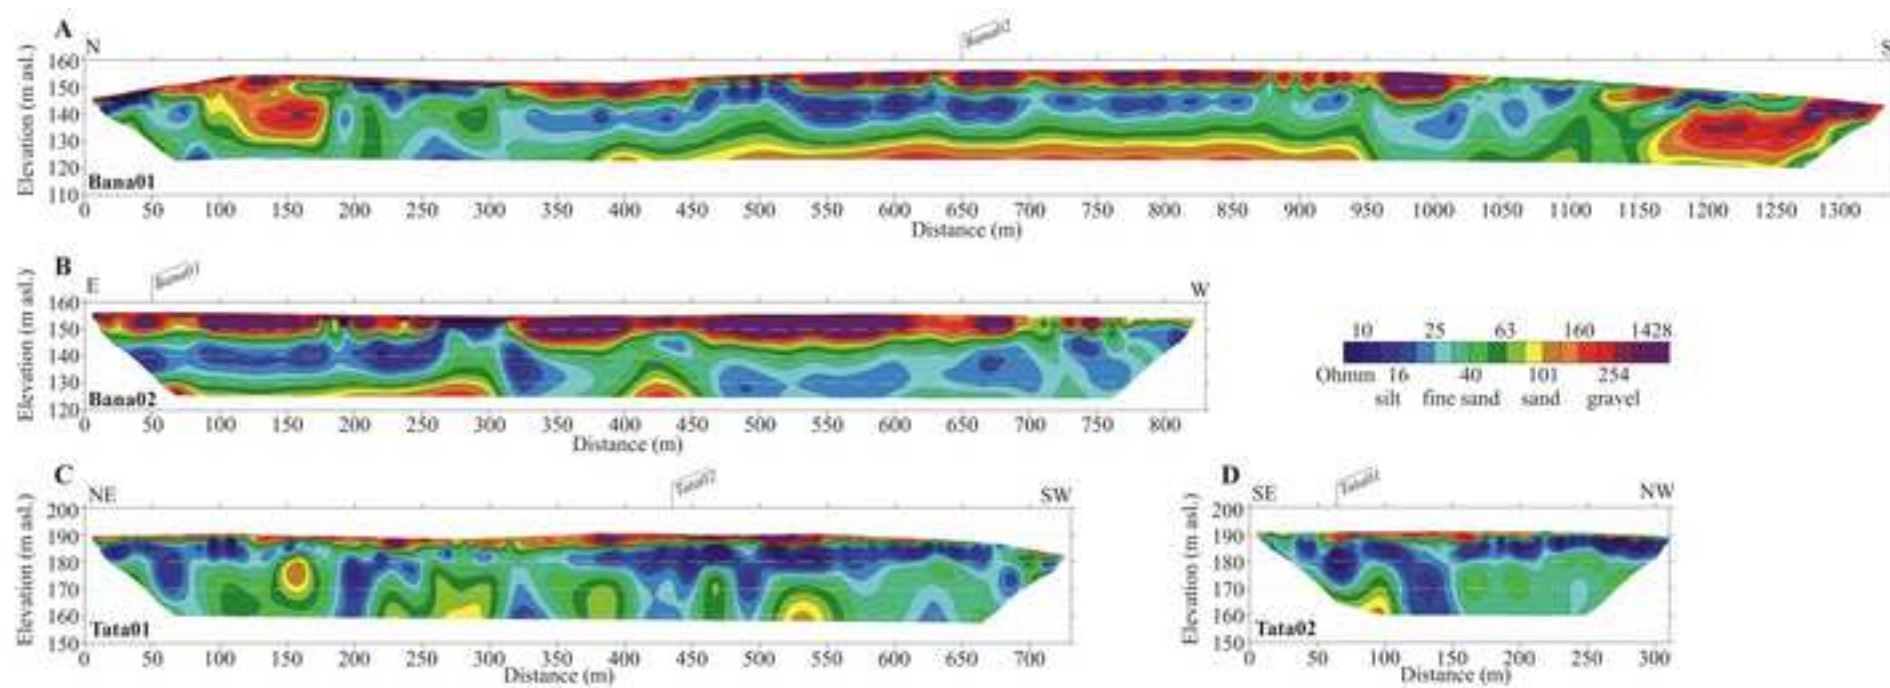 A
N
Bana02
S
Elevation (m asl.)
160
150
140
130
120
110
Bana01
0 50 100 150 200 250 300 350 400 450 500 550 600 650 700 750 800 850 900 950 1000 1050 1100 1150 1200 1250 1300
Distance (m)
B
E
Bana01
W
Elevation (m asl.)
160
150
140
130
120
Bana02
0 50 100 150 200 250 300 350 400 450 500 550 600 650 700 750 800
Distance (m)
10 25 63 160 1428
Ohmm 16 40 101 254
silt fine sand sand gravel
C
NE
Tata02
SW
Elevation (m asl.)
200
190
180
170
160
150
Tata01
0 50 100 150 200 250 300 350 400 450 500 550 600 650 700
Distance (m)
D
SE
Tata01
NW
Elevation (m asl.)
200
190
180
170
160
150
Tata02
0 50 100 150 200 250 300
Distance (m)